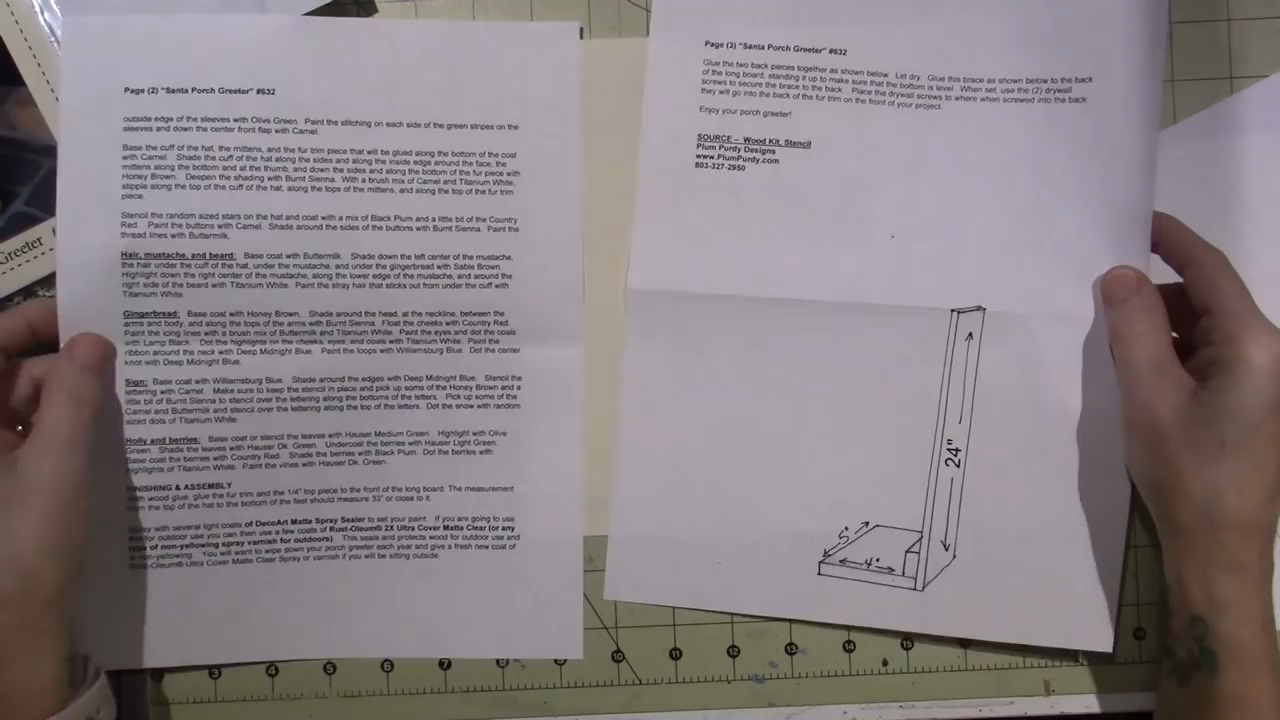 Page (2) "Santa Porch Greeter" #632
outside edge of the sleeves with Olive Green. Paint the stitching on each side of the green stripes on the
sleeves and down the center front flap with Camel.
Base the cuff of the hat, the mittens, and the fur trim piece that will be glued along the bottom of the coat
with Camel. Shade the cuff of the hat along the sides and along the inside edge around the face, the
mittens along the bottom and at the thumb, and down the sides and along the bottom of the fur piece with
Honey Brown. Deepen the shading with Burnt Sienna. With a brush mix of Camel and Titanium White,
stipple along the top of the cuff of the hat, along the tops of the mittens, and along the top of the fur trim
piece.
Stencil the random sized stars on the hat and coat with a mix of Black Plum and a little bit of the Country
Red. Paint the buttons with Camel. Shade around the sides of the buttons with Burnt Sienna. Paint the
thread lines with Buttermilk.
Hair, mustache, and beard: Base coat with Buttermilk. Shade down the left center of the mustache,
the hair under the cuff of the hat, under the mustache, and under the gingerbread with Sable Brown.
Highlight down the right center of the mustache, along the lower edge of the mustache, and around the
right side of the beard with Titanium White. Paint the stray hair that sticks out from under the cuff with
Titanium White.
Gingerbread: Base coat with Honey Brown. Shade around the head, at the neckline, between the
arms and body, and along the tops of the arms with Burnt Sienna. Float the cheeks with Country Red.
Paint the icing lines with a brush mix of Buttermilk and Titanium White. Paint the eyes and dot the coals
with Lamp Black. Dot the highlights on the cheeks, eyes, and coals with Titanium White. Paint the
ribbon around the neck with Deep Midnight Blue. Paint the loops with Williamsburg Blue. Dot the center
knot with Deep Midnight Blue.
Sign: Base coat with Williamsburg Blue. Shade around the edges with Deep Midnight Blue. Stencil the
lettering with Camel. Make sure to keep the stencil in place and pick up some of the Honey Brown and a
little bit of Burnt Sienna to stencil over the lettering along the bottoms of the letters. Pick up some of the
Camel and Buttermilk and stencil over the lettering along the top of the letters. Dot the snow with random
sized dots of Titanium White
Holly and berries: Base coat or stencil the leaves with Hauser Medium Green. Highlight with Olive
Green. Shade the leaves with Hauser Dk. Green. Undercoat the berries with Hauser Light Green.
Base coat the berries with Country Red. Shade the berries with Black Plum. Dot the berries with
highlights of Titanium White. Paint the vines with Hauser Dk. Green.
FINISHING & ASSEMBLY
wood glue, glue the fur trim and the 1/4" top piece to the front of the long board. The measurement
from the top of the hat to the bottom of the feet should measure 33" or close to it.
with several light coats of DecoArt Matte Spray Sealer to set your paint. If you are going to use
for outdoor use you can then use a few coats of Rust-Oleum® 2X Ultra Cover Matte Clear (or any
type of non-yellowing spray varnish for outdoors) This seals and protects wood for outdoor use and
non-yellowing. You will want to wipe down your porch greeter each year and give a fresh new coat of
Rust-Oleum® Ultra Cover Matte Clear Spray or varnish if you will be sitting outside.
Page (3) "Santa Porch Greeter" #632
Glue the two back pieces together as shown below. Let dry. Glue this brace as shown below to the back
of the long board, standing it up to make sure that the bottom is level. When set, use the (2) drywall
screws to secure the brace to the back. Place the drywall screws to where when screwed into the back
they will go into the back of the fur trim on the front of your project.
Enjoy your porch greeter!
SOURCE – Wood Kit, Stencil
Plum Purdy Designs
www.PlumPurdy.com
803-327-2950
24"
5"
4"
Greeter
3 4 5 6 7 8 9 10 11 12 13 14 15